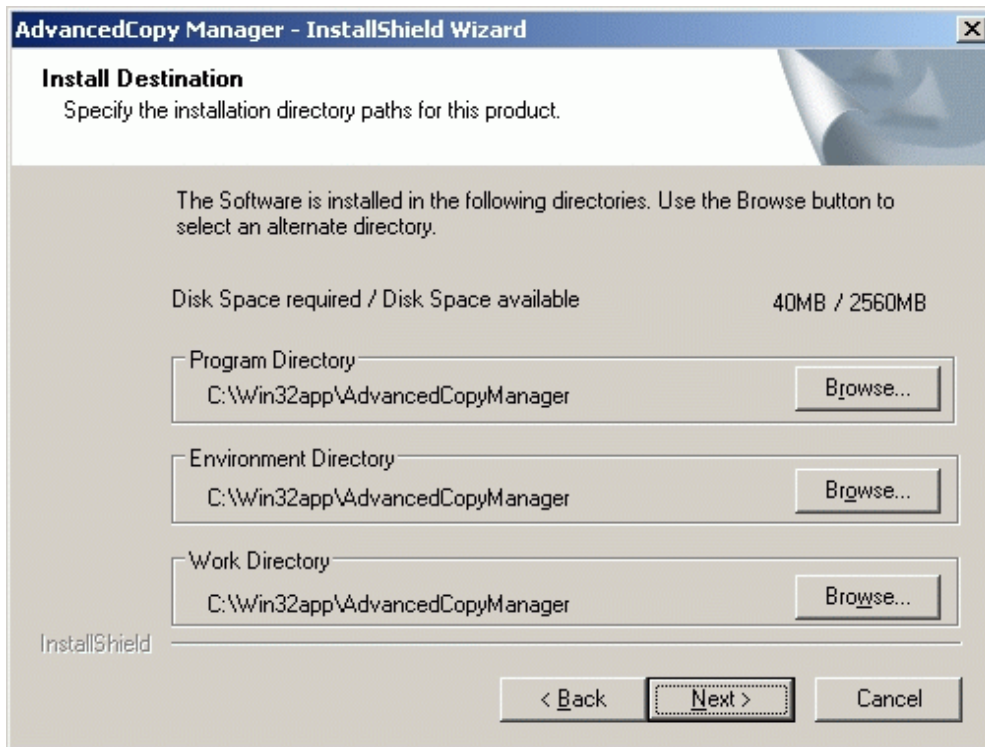 AdvancedCopy Manager - InstallShield Wizard
Install Destination
Specify the installation directory paths for this product.
The Software is installed in the following directories. Use the Browse button to
select an alternate directory.
Disk Space required / Disk Space available 40MB / 2560MB
Program Directory
C:\Win32app\AdvancedCopyManager Browse...
Environment Directory
C:\Win32app\AdvancedCopyManager Browse...
Work Directory
C:\Win32app\AdvancedCopyManager Browse...
InstallShield
< Back Next > Cancel